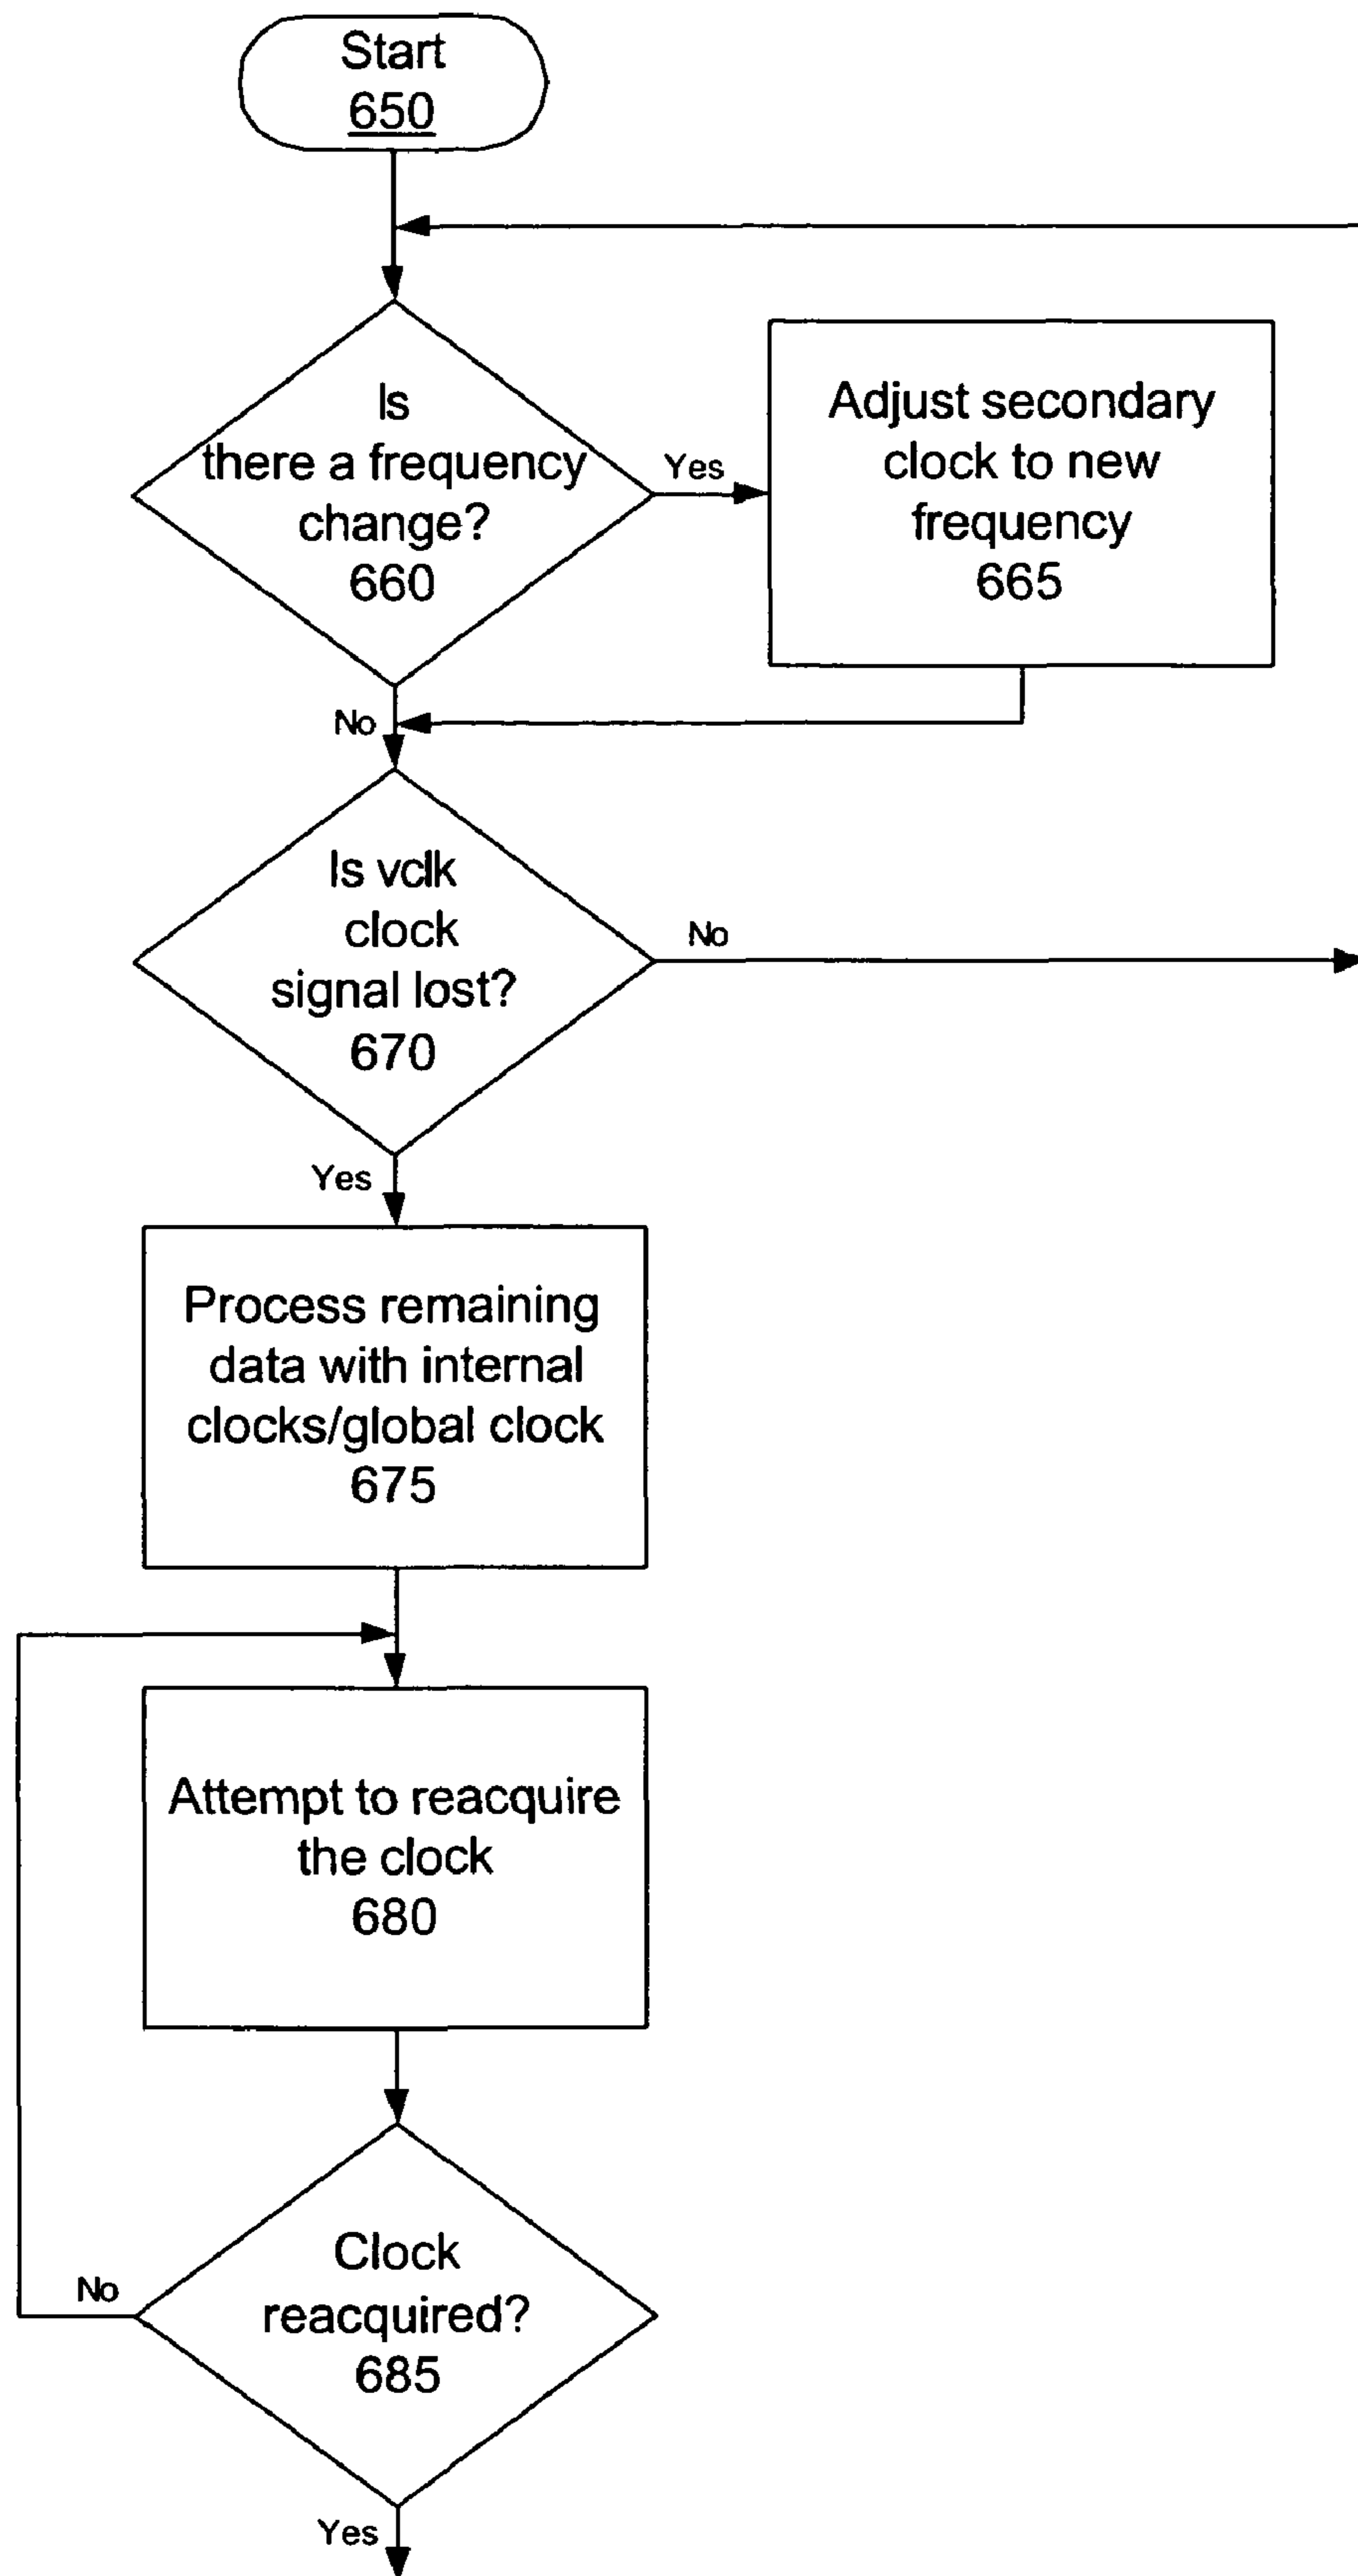 Start
650
Is
there a frequency
change?
660
Yes
Adjust secondary
clock to new
frequency
665
No
Is vclk
clock
signal lost?
670
No
Yes
Process remaining
data with internal
clocks/global clock
675
Attempt to reacquire
the clock
680
Clock
reacquired?
685
No
Yes